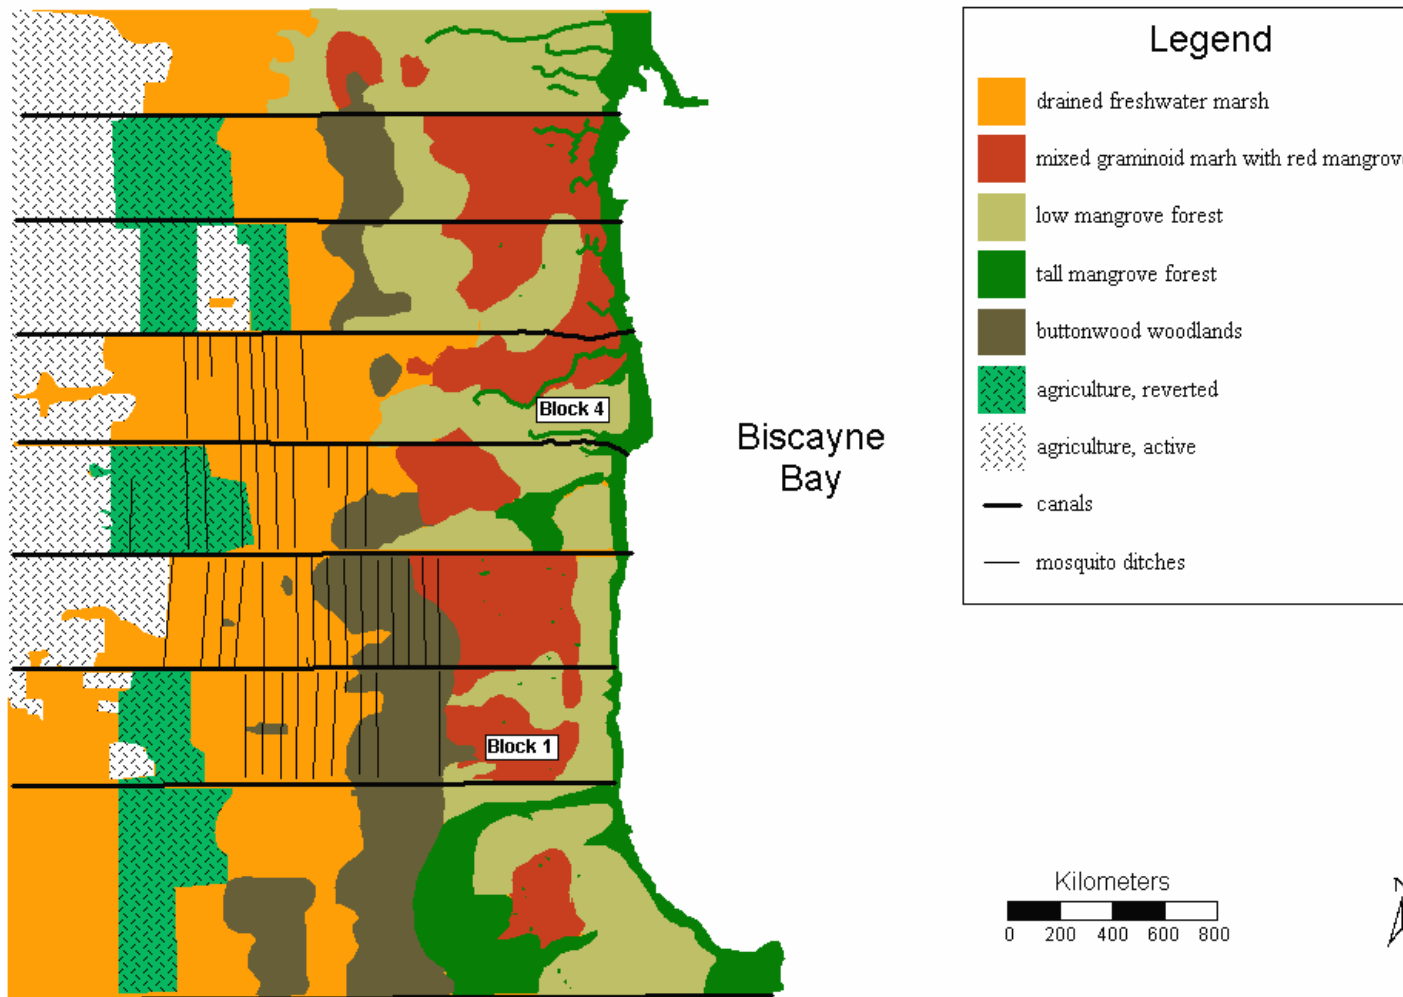 Legend
drained freshwater marsh
mixed graminoid marh with red mangrov
low mangrove forest
tall mangrove forest
buttonwood woodlands
agriculture, reverted
agriculture, active
canals
mosquito ditches
Block 4
Biscayne
Bay
Block 1
Kilometers
0 200 400 600 800
N